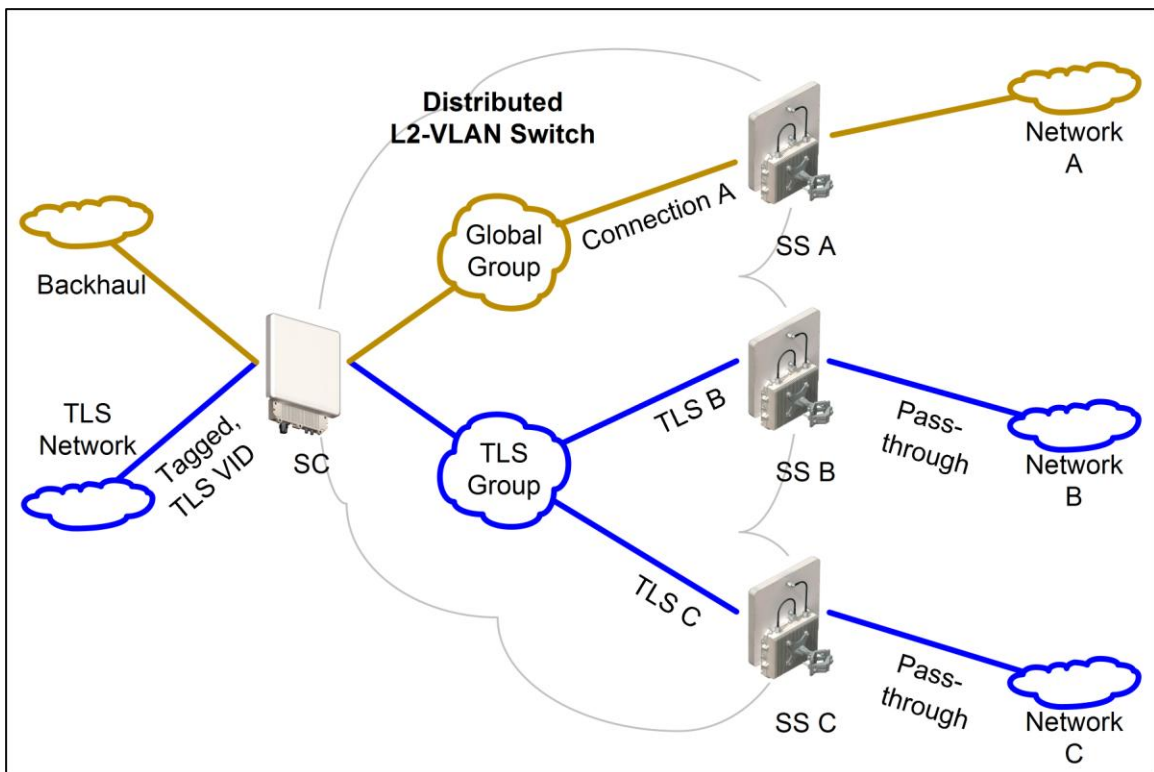 Distributed
L2-VLAN Switch
Network
A
Connection A
Global
Group
SS A
Backhaul
TLS
Network
Tagged,
TLS VID
SC
TLS B
Pass-
through
TLS
Group
SS B
Network
B
TLS C
Pass-
through
SS C
Network
C